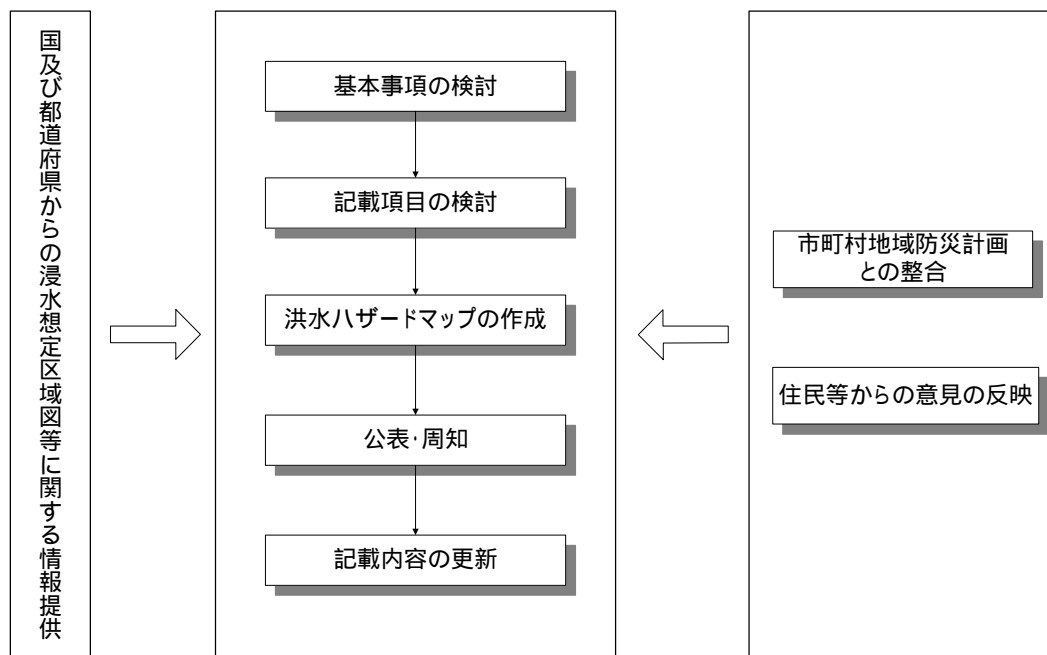 国及び都道府県からの浸水想定区域図等に関する情報提供
基本事項の検討
記載項目の検討
洪水ハザードマップの作成
公表・周知
記載内容の更新
市町村地域防災計画
との整合
住民等からの意見の反映